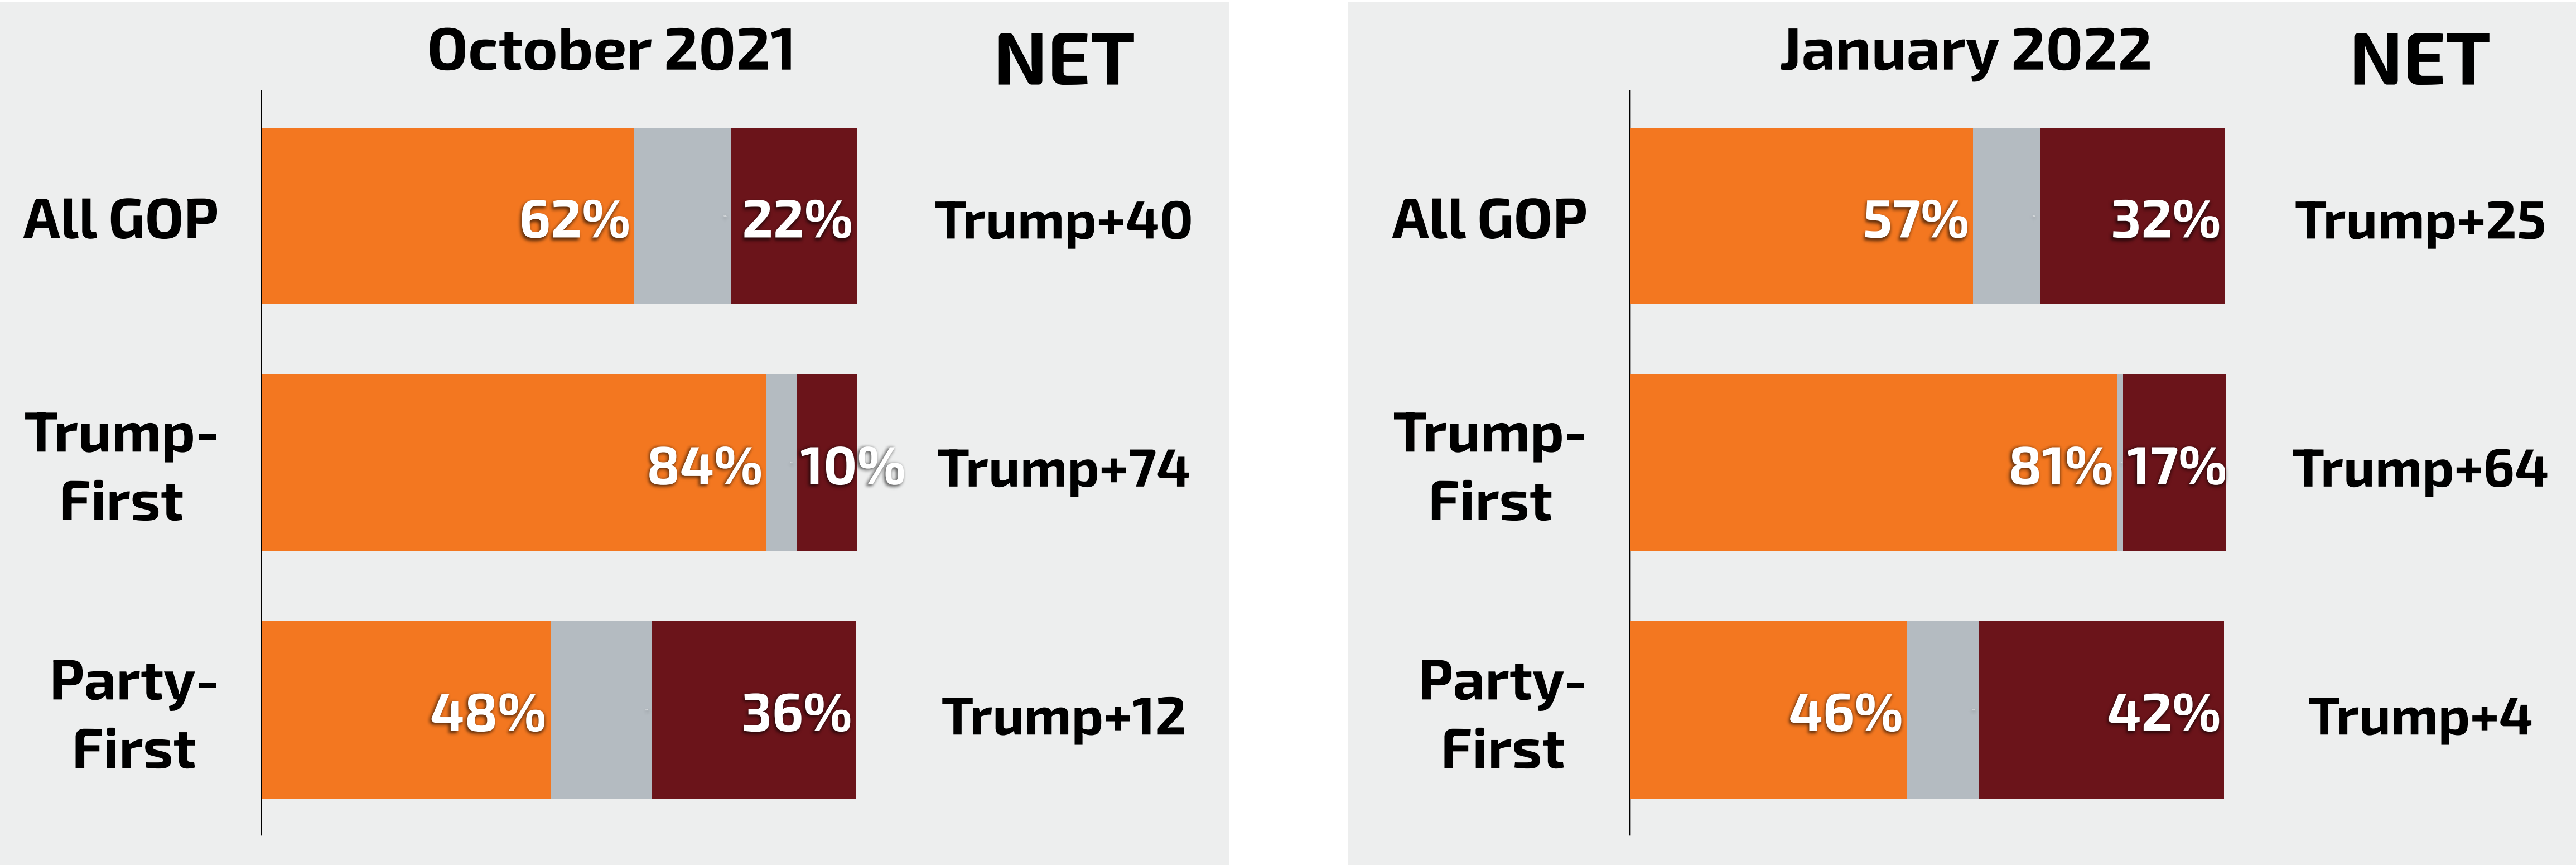 October 2021 NET
All GOP 62% 22% Trump+40
Trump-
First 84% 10% Trump+74
Party-
First 48% 36% Trump+12
January 2022 NET
All GOP 57% 32% Trump+25
Trump-
First 81% 17% Trump+64
Party-
First 46% 42% Trump+4